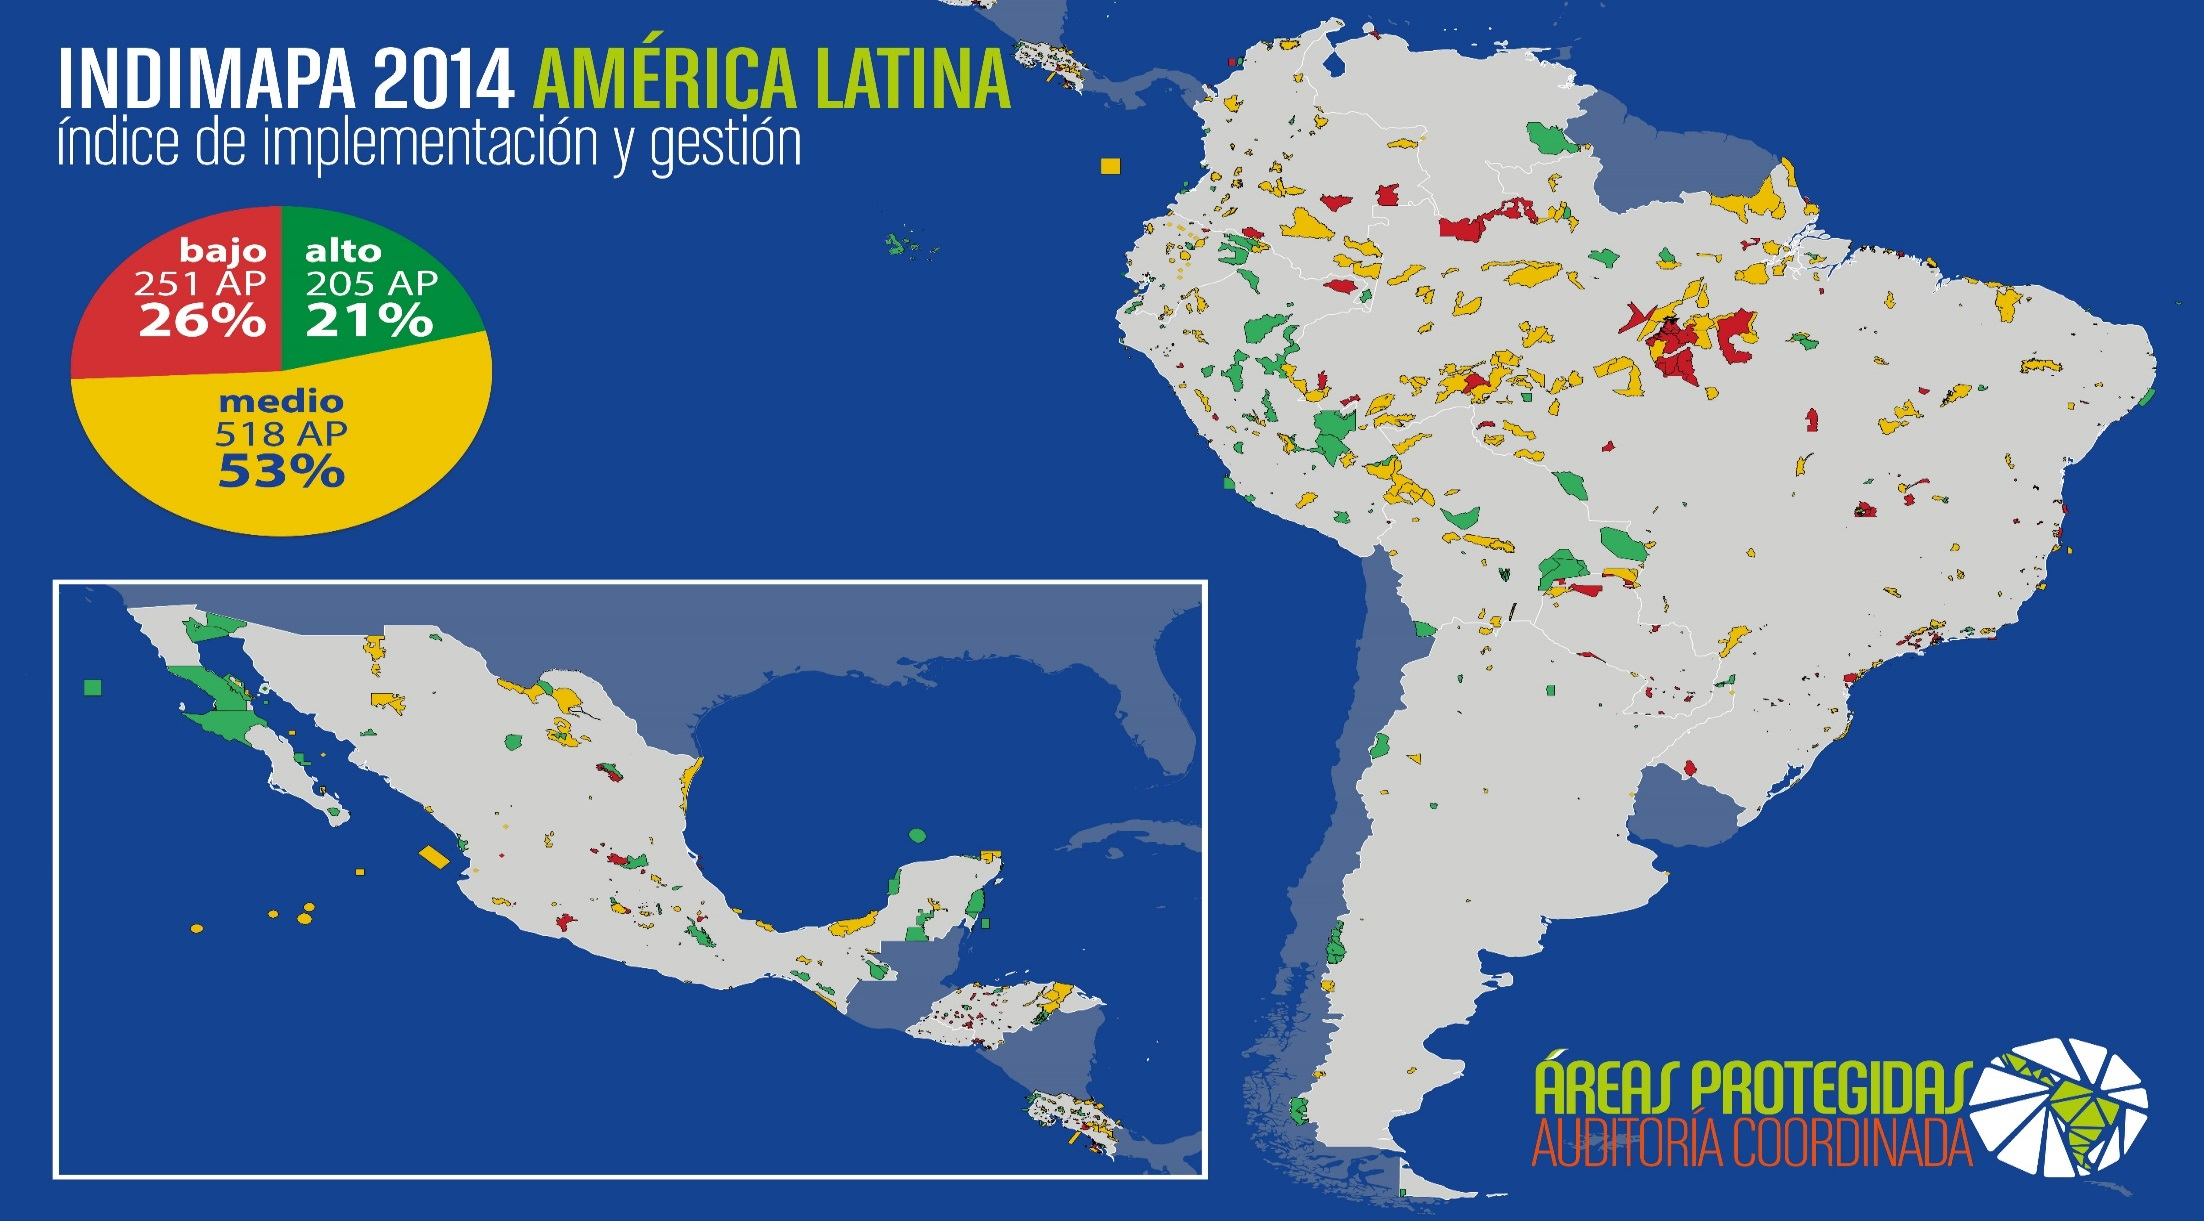 INDIMAPA 2014 AMÉRICA LATINA
índice de implementación y gestión
bajo
251 AP
26%
alto
205 AP
21%
medio
518 AP
53%
ÁREAS PROTEGIDAS
AUDITORÍA COORDINADA